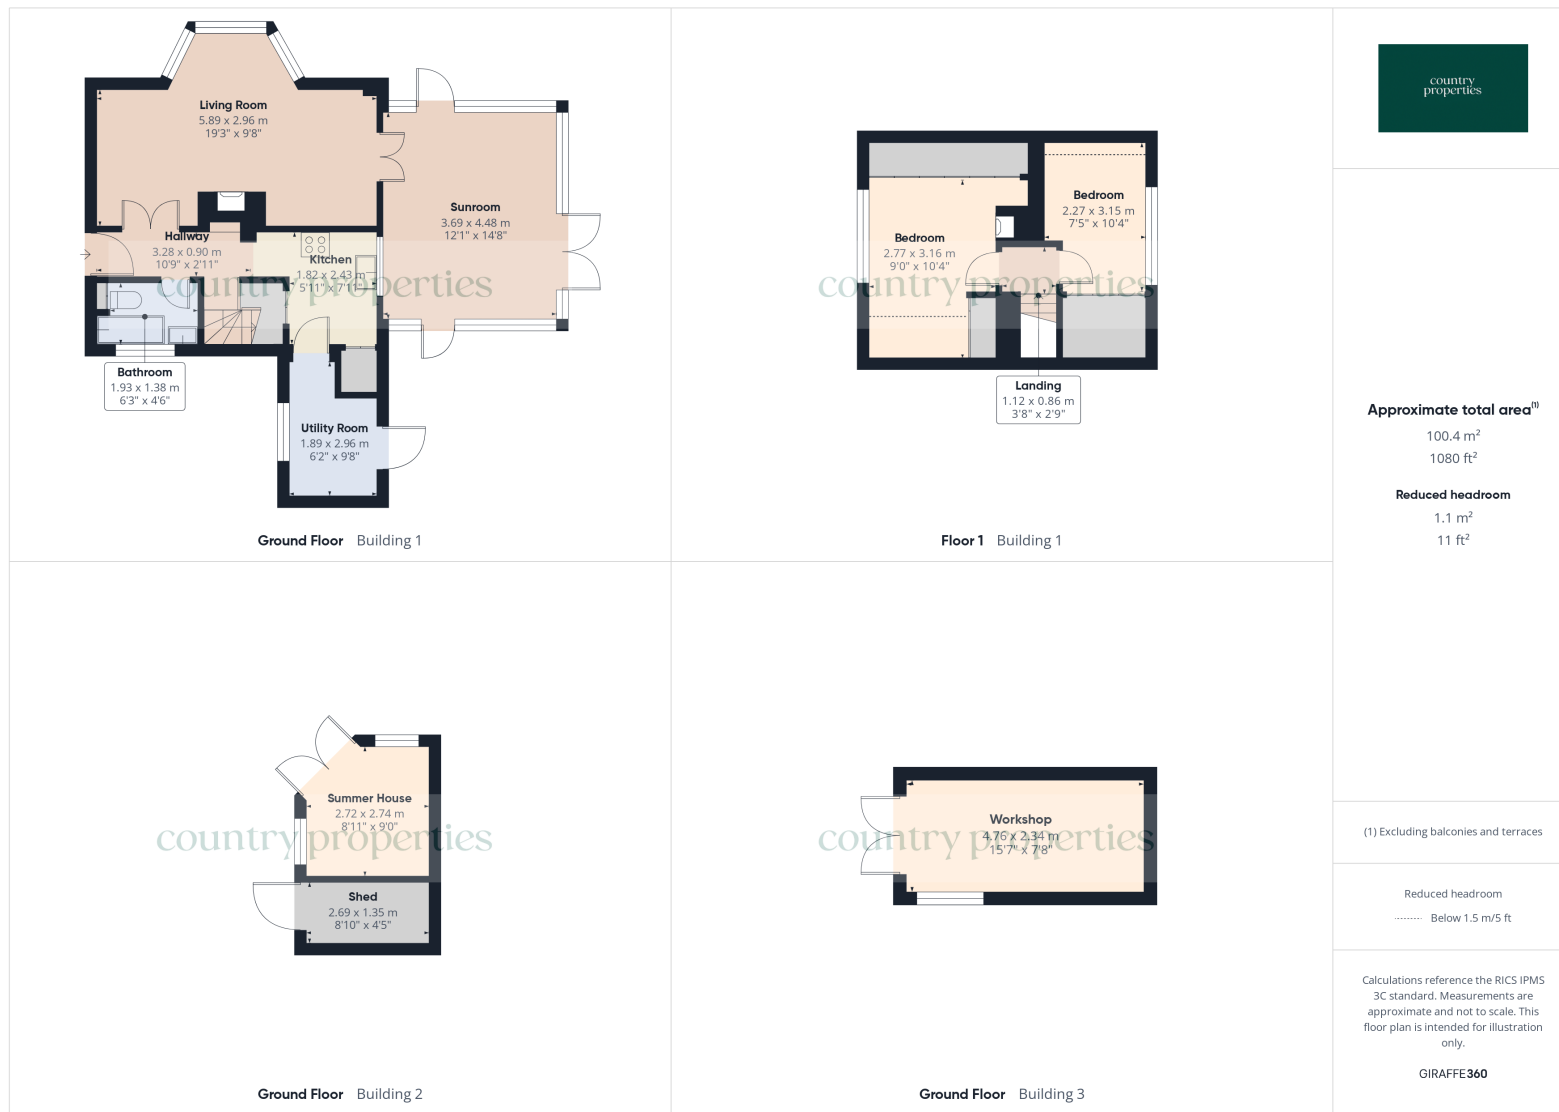 Living Room
5.89 x 2.96 m
19'3" x 9'8"
Sunroom
3.69 x 4.48 m
12'1" x 14'8"
Hallway
3.28 x 0.90 m
10'9" x 2'11"
Kitchen
1.82 x 2.43 m
5'11" x 7'11"
country properties
Bathroom
1.93 x 1.38 m
6'3" x 4'6"
Utility Room
1.89 x 2.96 m
6'2" x 9'8"
Ground Floor Building 1
Bedroom
2.27 x 3.15 m
7'5" x 10'4"
Bedroom
2.77 x 3.16 m
9'0" x 10'4"
country properties
Landing
1.12 x 0.86 m
3'8" x 2'9"
Floor 1 Building 1
Summer House
2.72 x 2.74 m
8'11" x 9'0"
country properties
Shed
2.69 x 1.35 m
8'10" x 4'5"
Ground Floor Building 2
Workshop
4.76 x 2.34 m
15'7" x 7'8"
country properties
Ground Floor Building 3
country
properties
Approximate total area(1)
100.4 m²
1080 ft²
Reduced headroom
1.1 m²
11 ft²
(1) Excluding balconies and terraces
Reduced headroom
Below 1.5 m/5 ft
Calculations reference the RICS IPMS
3C standard. Measurements are
approximate and not to scale. This
floor plan is intended for illustration
only.
GIRAFFE360